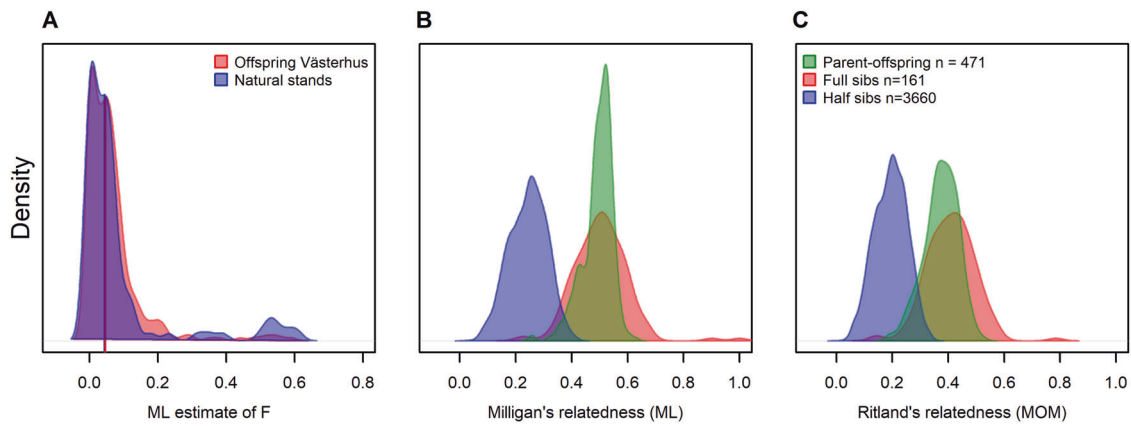 A
B
C
Offspring Västerhus
Natural stands
Parent-offspring n = 471
Full sibs n=161
Half sibs n=3660
Density
0.0 0.2 0.4 0.6 0.8
0.0 0.2 0.4 0.6 0.8 1.0
0.0 0.2 0.4 0.6 0.8 1.0
ML estimate of F
Milligan's relatedness (ML)
Ritland's relatedness (MOM)